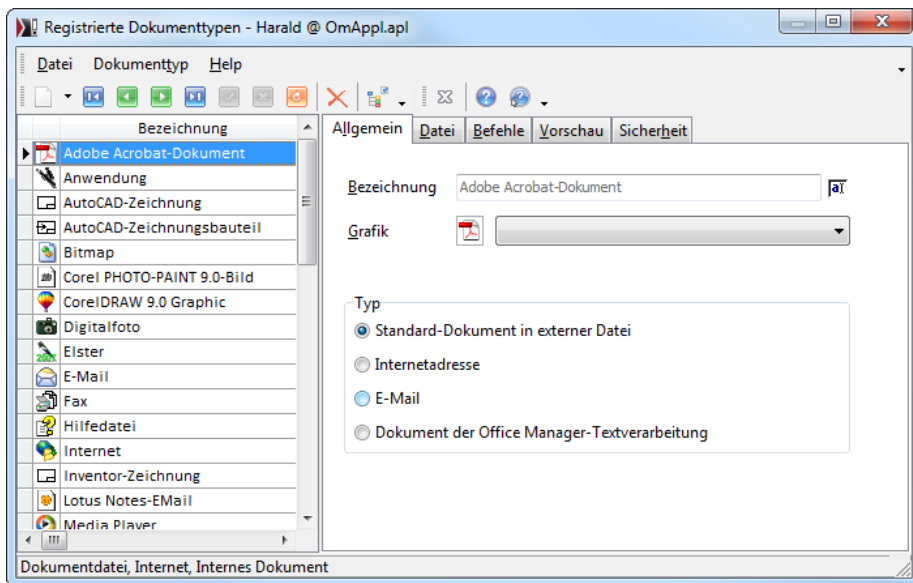 Registrierte Dokumenttypen - Harald @ OmAppl.apl
Datei Dokumenttyp Help
Bezeichnung
Adobe Acrobat-Dokument
Anwendung
AutoCAD-Zeichnung
AutoCAD-Zeichnungsbauteil
Bitmap
Corel PHOTO-PAINT 9.0-Bild
CorelDRAW 9.0 Graphic
Digitalfoto
Elster
E-Mail
Fax
Hilfedatei
Internet
Inventor-Zeichnung
Lotus Notes-EMail
Media Player
Allgemein Datei Befehle Vorschau Sicherheit
Bezeichnung Adobe Acrobat-Dokument
Grafik
Typ
Standard-Dokument in externer Datei
Internetadresse
E-Mail
Dokument der Office Manager-Textverarbeitung
Dokumentdatei, Internet, Internes Dokument